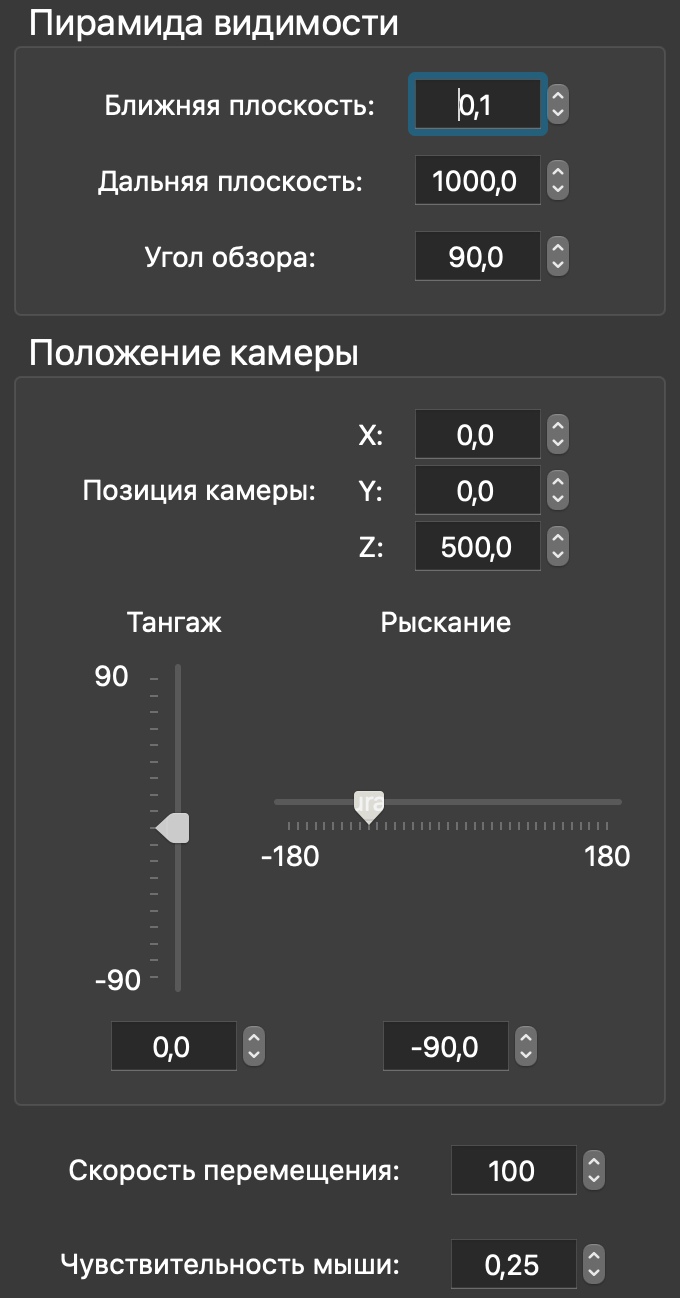 Пирамида видимости
Ближняя плоскость: 0,1
Дальняя плоскость: 1000,0
Угол обзора: 90,0
Положение камеры
X: 0,0
Позиция камеры: Y: 0,0
Z: 500,0
Тангаж Рыскание
90
-180 180
-90
0,0 -90,0
Скорость перемещения: 100
Чувствительность мыши: 0,25